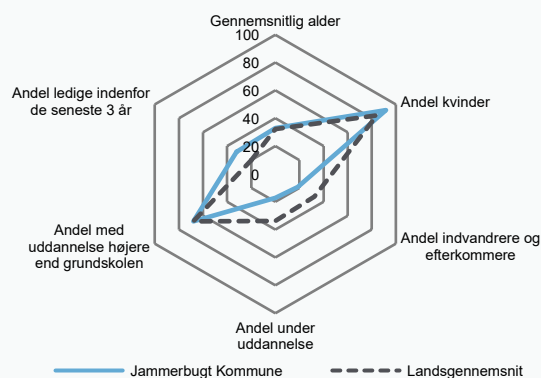 Gennemsnitlig alder
100
80
60
40
20
0
Andel kvinder
Andel indvandrere og
efterkommere
Andel under
uddannelse
Andel med
uddannelse højere
end grundskolen
Andel ledige indenfor
de seneste 3 år
Jammerbugt Kommune
Landsgennemsnit